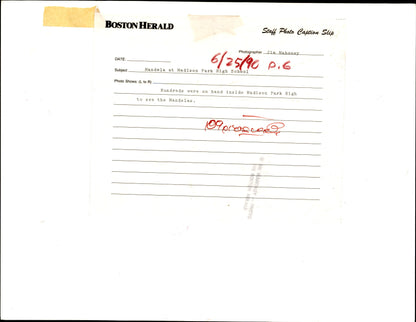 BOSTON HERALD
Staff Photo Caption Slip
Photographer Jim Mahoney
DATE 6/25/90 p.6
Subject Mandela at Madison Park High School
Photo Shows: (L to R)
Hundreds were on hand inside Madison Park High
to see the Mandelas.